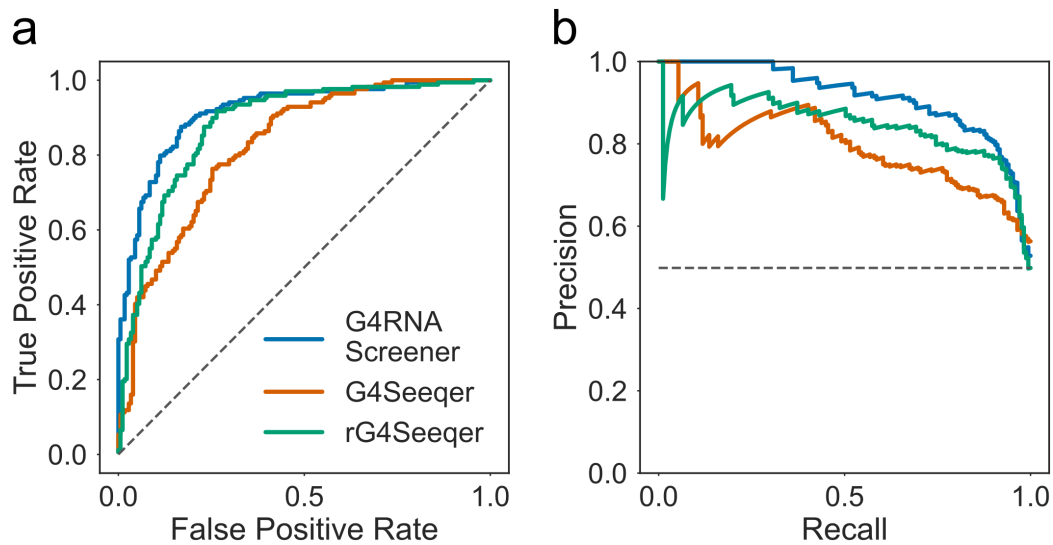 a
True Positive Rate
1.0
0.8
0.6
0.4
0.2
0.0
G4RNA
Screener
G4Seeqer
rG4Seeqer
0.0 0.5 1.0
False Positive Rate
b
Precision
1.0
0.8
0.6
0.4
0.2
0.0
0.0 0.5 1.0
Recall